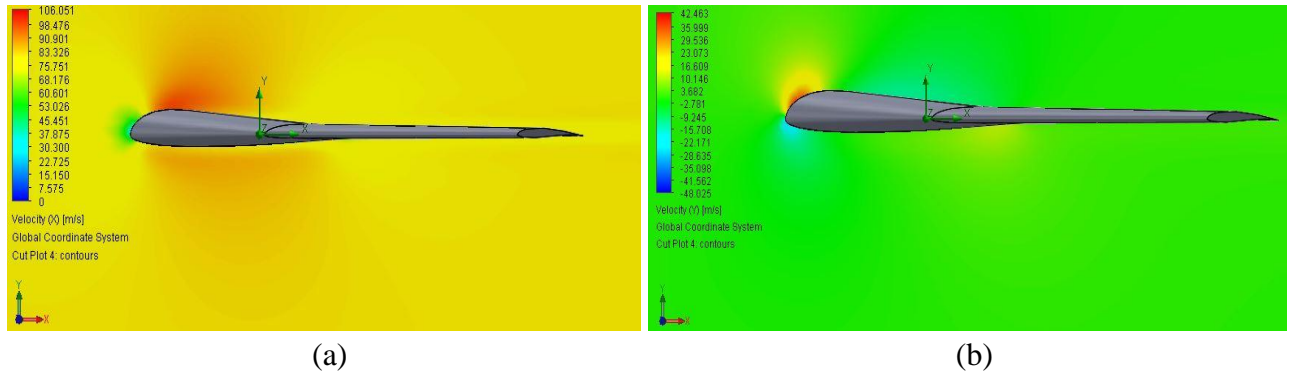 106.051
98.476
90.901
83.326
75.751
68.176
60.601
53.026
45.451
37.875
30.300
22.725
15.150
7.575
0
Velocity (X) [m/s]
Global Coordinate System
Cut Plot 4: contours
Y
X
Z
Y
X
(a)
42.463
35.999
29.536
23.073
16.609
10.146
3.682
-2.781
-9.245
-15.708
-22.171
-28.635
-35.098
-41.562
-48.025
Velocity (Y) [m/s]
Global Coordinate System
Cut Plot 4: contours
Y
X
Z
Y
X
(b)